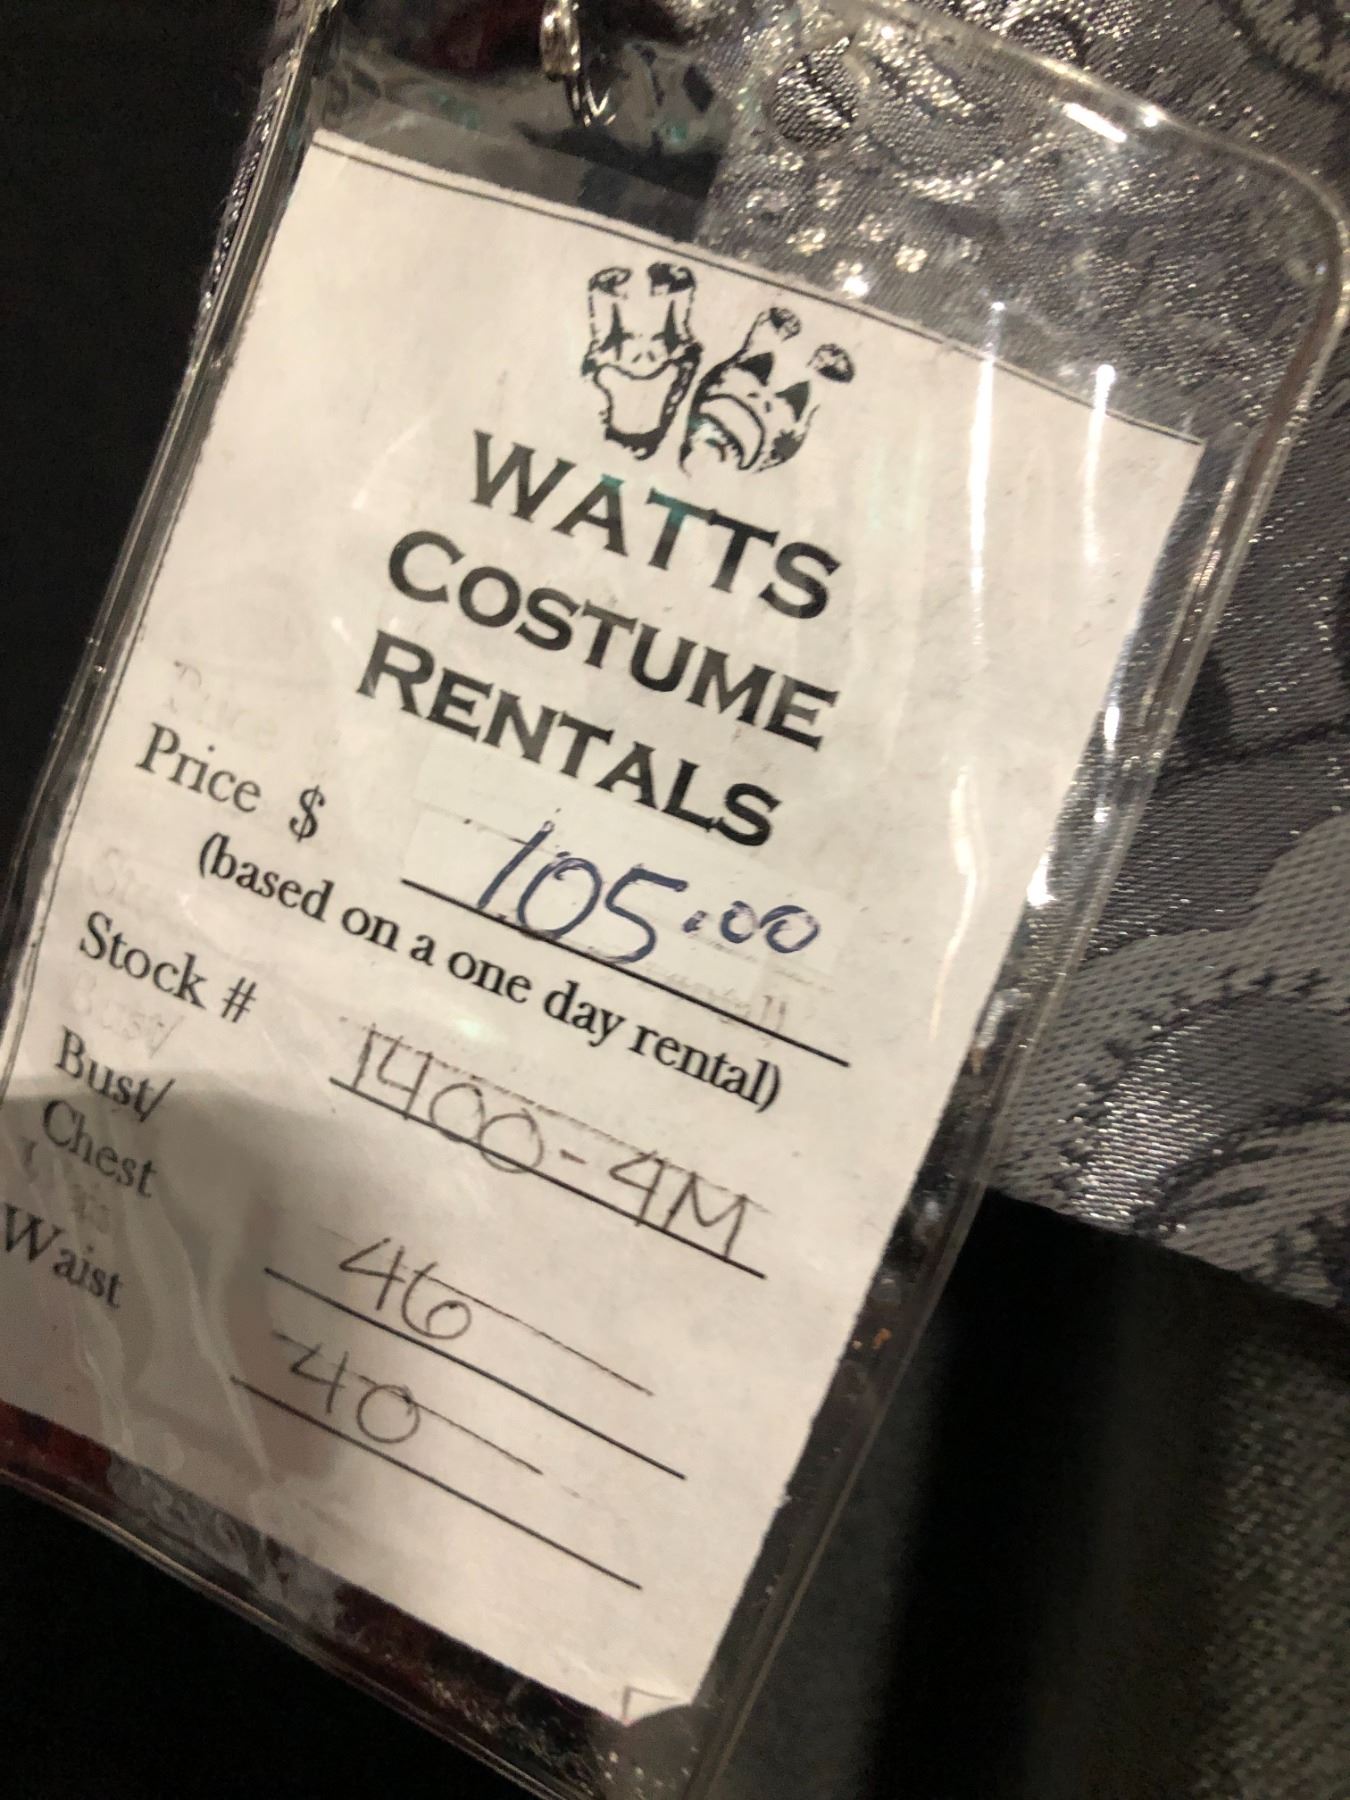 WATTS
COSTUME
RENTALS
Price $ 105.00
(based on a one day rental)
Stock # 1400-4M
Bust/
Chest 46
Waist 40